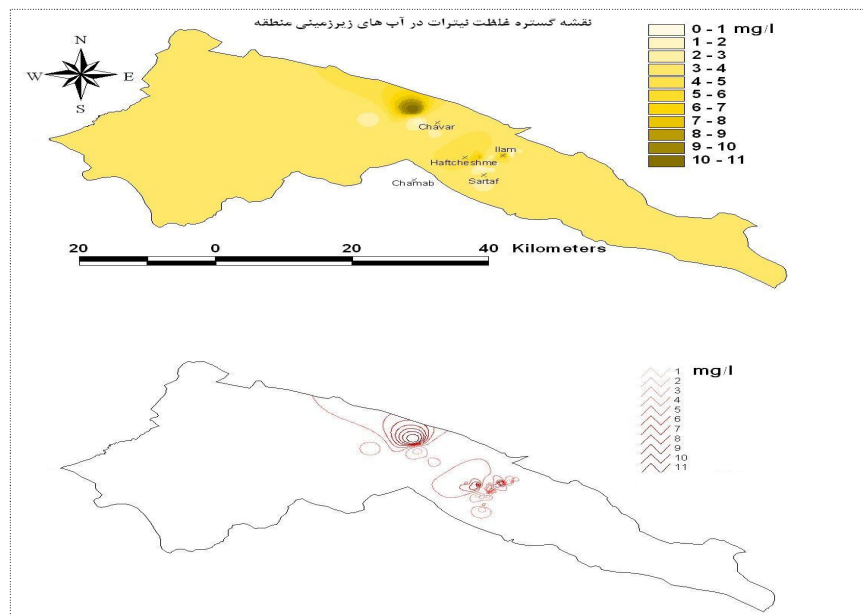 نقشه گستره غلظت نیترات در آب های زیرزمینی منطقه
N
W E
S
0 - 1 mg/l
1 - 2
2 - 3
3 - 4
4 - 5
5 - 6
6 - 7
7 - 8
8 - 9
9 - 10
10 - 11
Chavar
Ilam
Haftcheshme
Chamab
Sartaf
20 0 20 40 Kilometers
1 mg/l
2
3
4
5
6
7
8
9
10
11